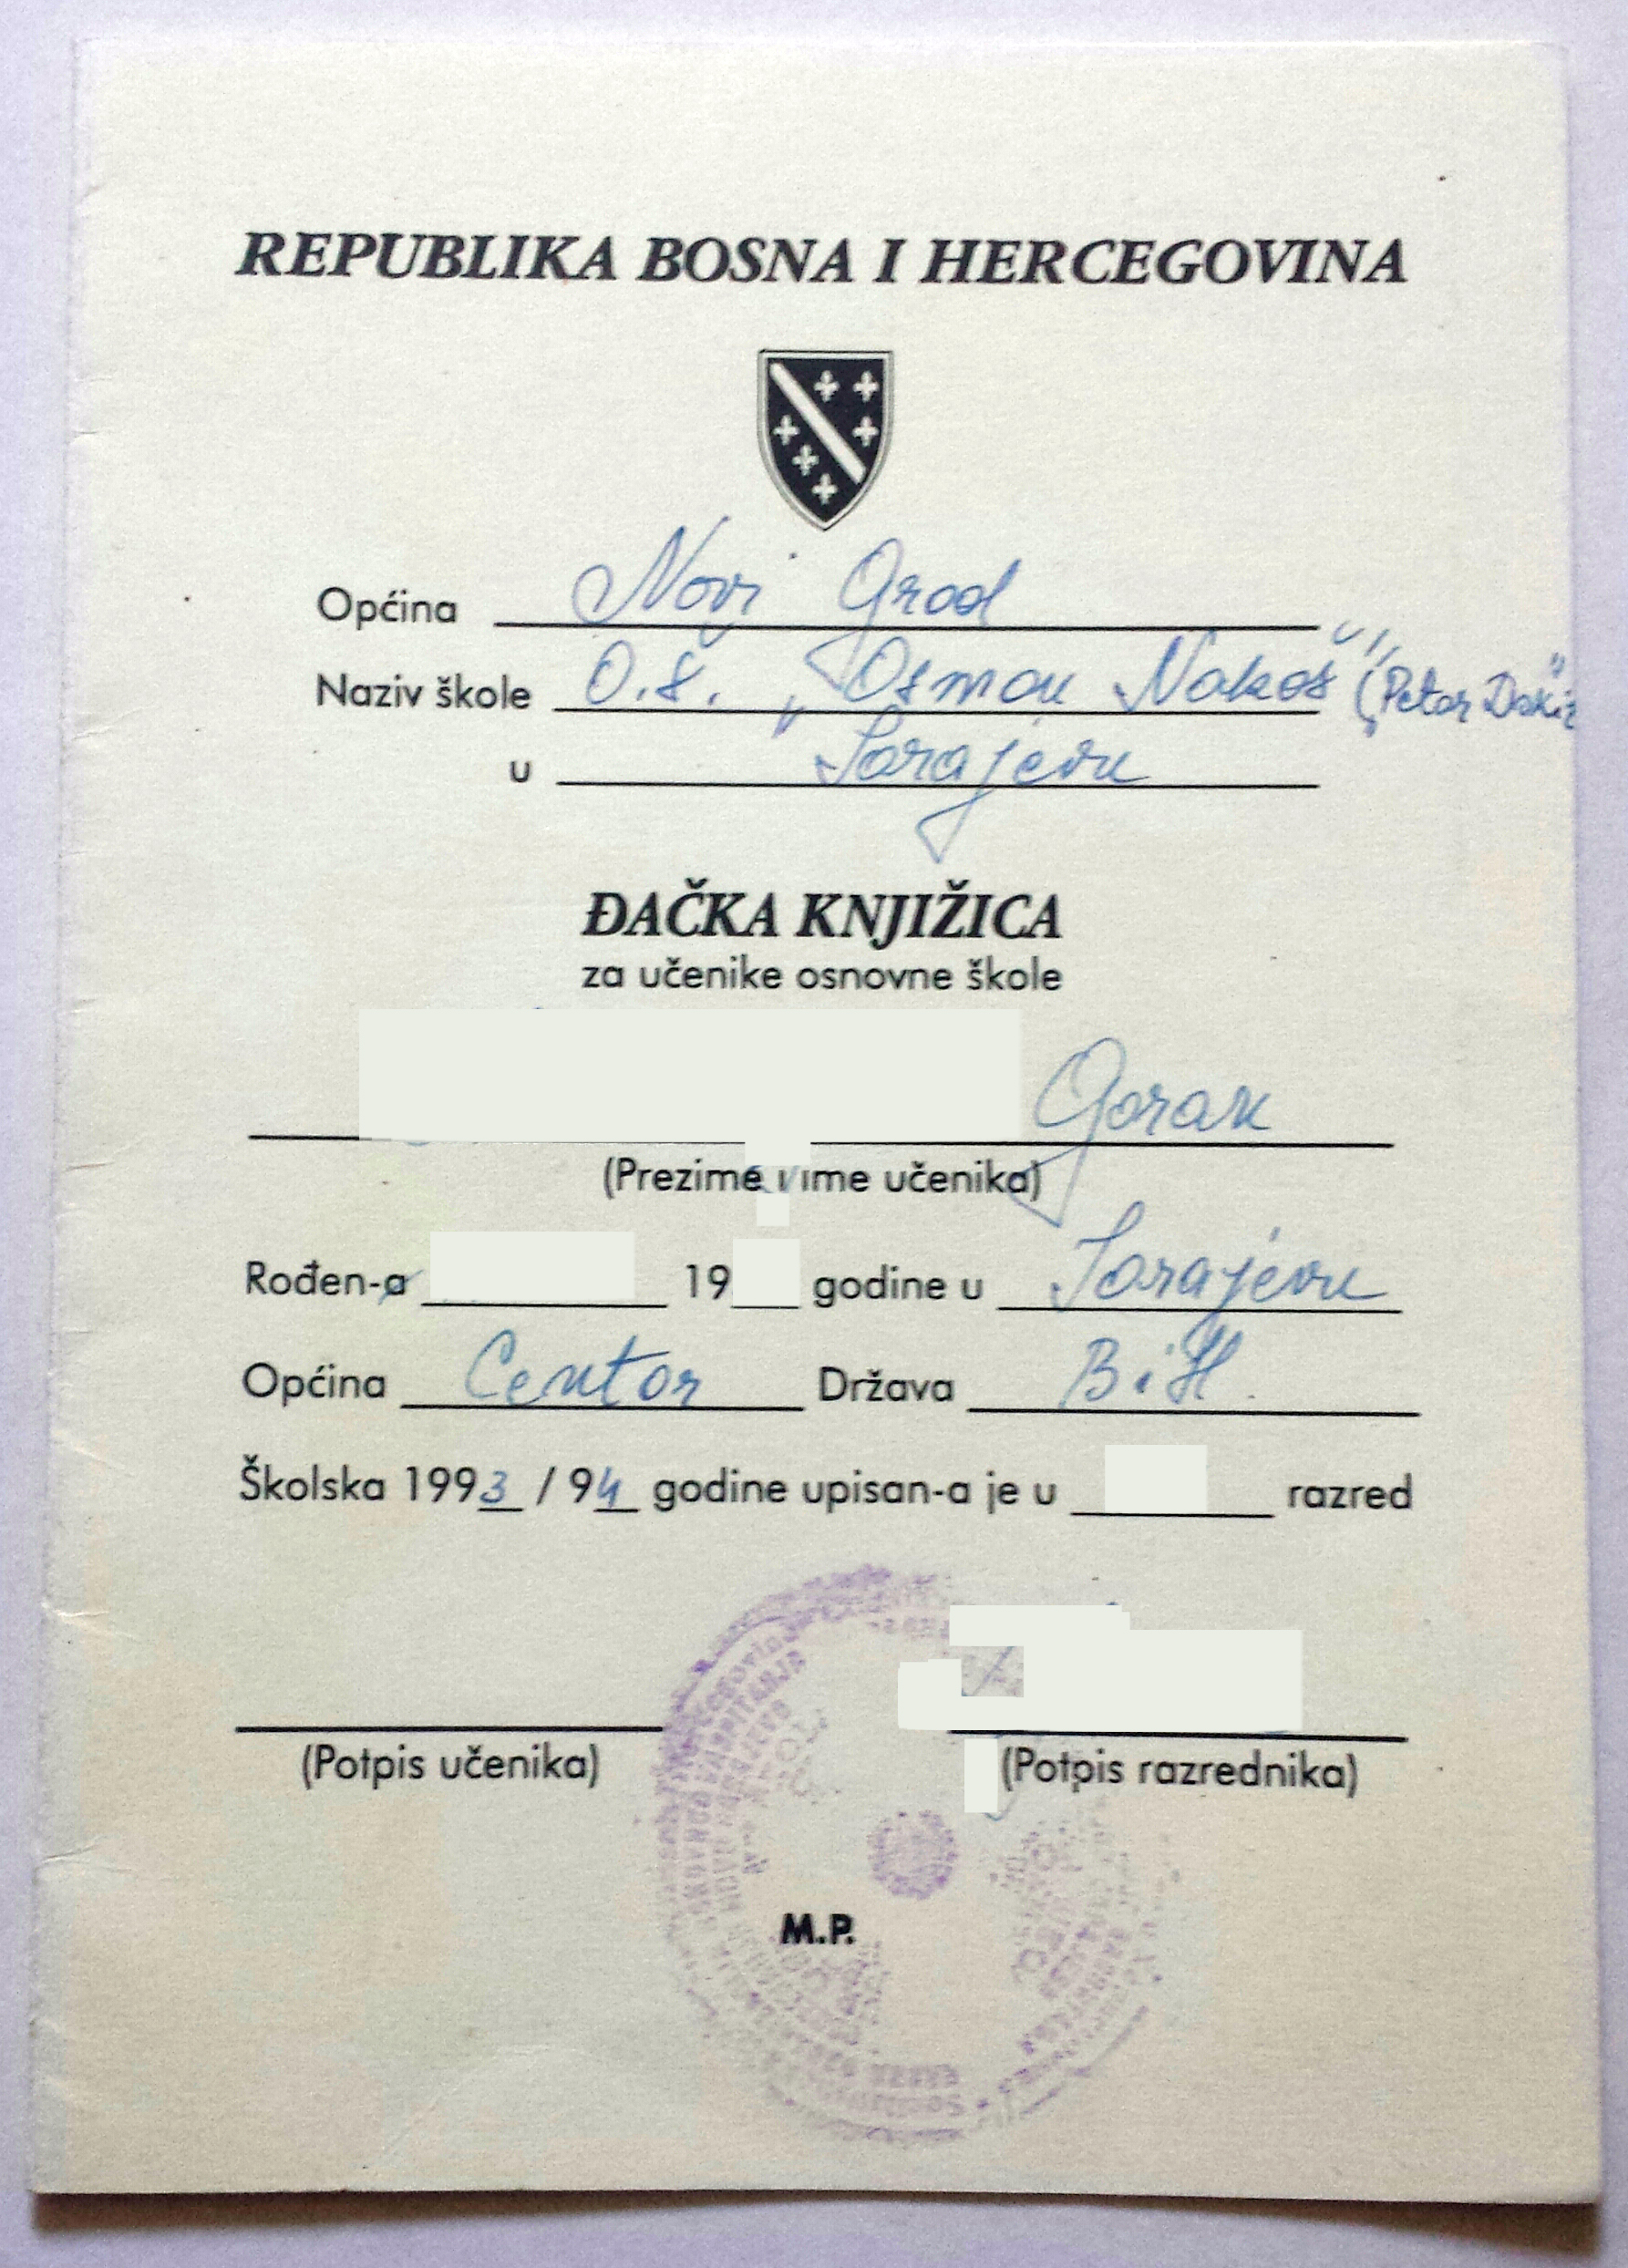 REPUBLIKA BOSNA I HERCEGOVINA
Općina Novi Grad
Naziv škole O.š. „Osman Nakaš" („Petar Dokić"
u Sarajevu
ĐAČKA KNJIŽICA
za učenike osnovne škole
Goran
(Prezime i ime učenika)
Rođen-a 19 godine u Sarajevu
Općina Centar Država BiH
Školska 1993 / 94 godine upisan-a je u razred
(Potpis učenika) (Potpis razrednika)
M.P.